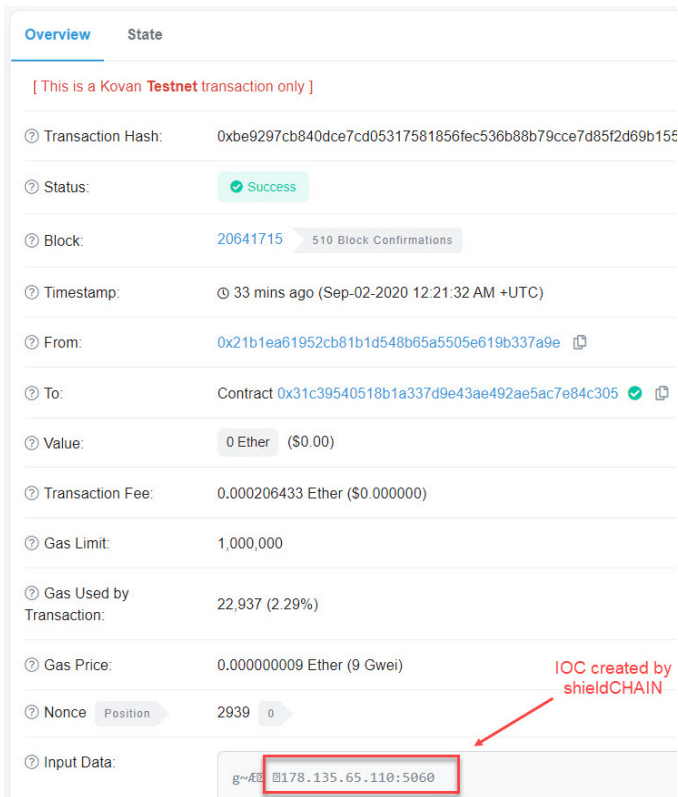 Overview State
[ This is a Kovan Testnet transaction only ]
Transaction Hash: 0xbe9297cb840dce7cd05317581856fec536b88b79cce7d85f2d69b155
Status: Success
Block: 20641715 510 Block Confirmations
Timestamp: 33 mins ago (Sep-02-2020 12:21:32 AM +UTC)
From: 0x21b1ea61952cb81b1d548b65a5505e619b337a9e
To: Contract 0x31c39540518b1a337d9e43ae492ae5ac7e84c305
Value: 0 Ether ($0.00)
Transaction Fee: 0.000206433 Ether ($0.000000)
Gas Limit: 1,000,000
Gas Used by
Transaction: 22,937 (2.29%)
Gas Price: 0.000000009 Ether (9 Gwei)
IOC created by
shieldCHAIN
Nonce Position 2939 0
Input Data: g~Æ 178.135.65.110:5060